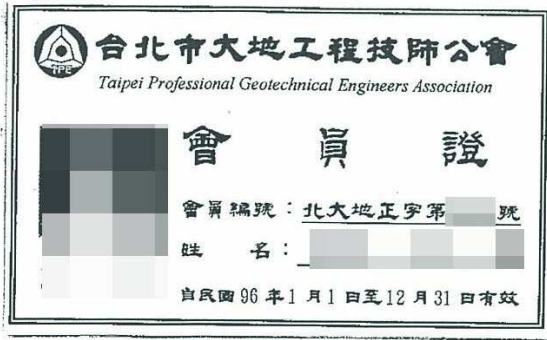 TPE
台北市大地工程技師公會
Taipei Professional Geotechnical Engineers Association
會員證
會員編號：北大地正字第 號
姓名：
自民國96年1月1日至12月31日有效